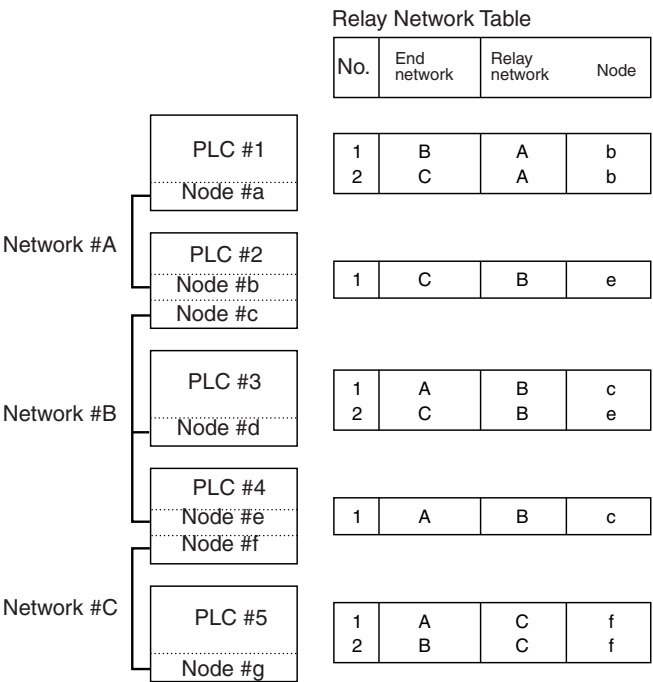 Relay Network Table
No. End network Relay network Node
PLC #1
Node #a
1 B A b
2 C A b
Network #A
PLC #2
Node #b
Node #c
1 C B e
PLC #3
Node #d
1 A B c
2 C B e
Network #B
PLC #4
Node #e
Node #f
1 A B c
Network #C
PLC #5
Node #g
1 A C f
2 B C f